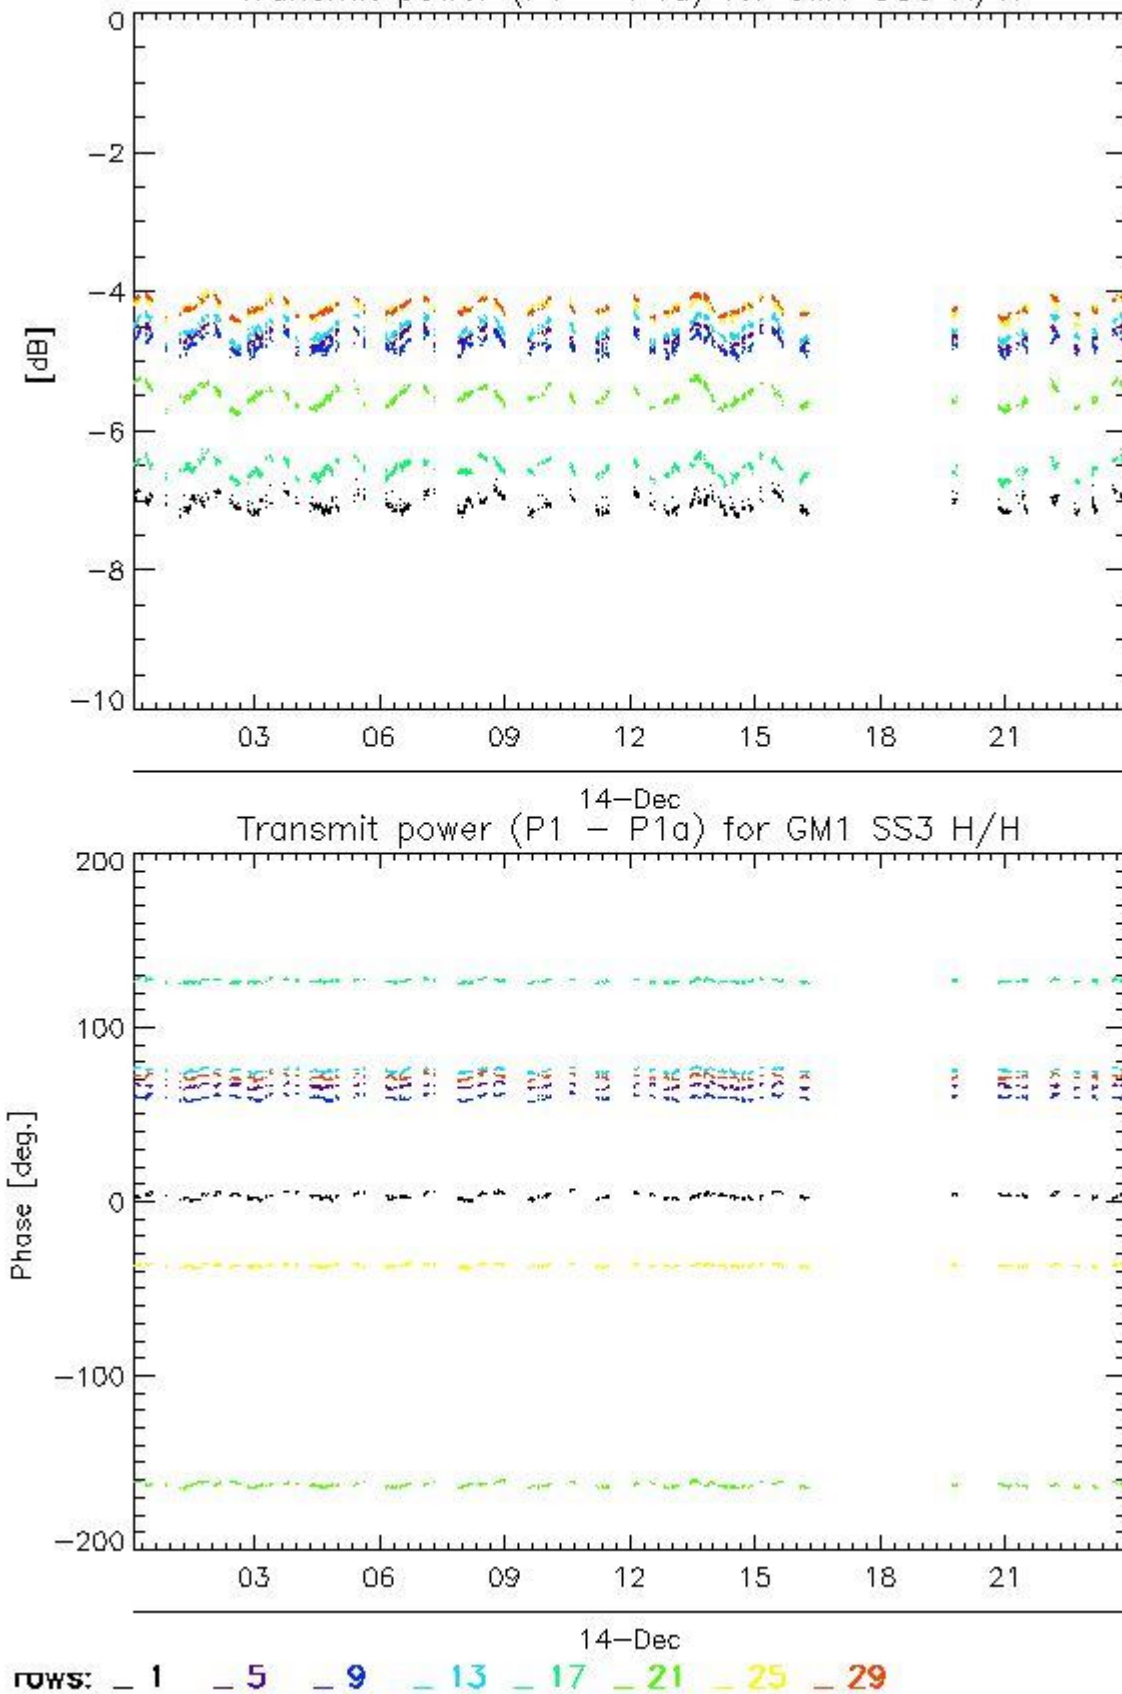 0
-2
-4
[dB]
-6
-8
-10
03 06 09 12 15 18 21
14-Dec
Transmit power (P1 - P1a) for GM1 SS3 H/H
200
100
Phase [deg.]
0
-100
-200
03 06 09 12 15 18 21
14-Dec
rows: _ 1 _ 5 _ 9 _ 13 _ 17 _ 21 _ 25 _ 29